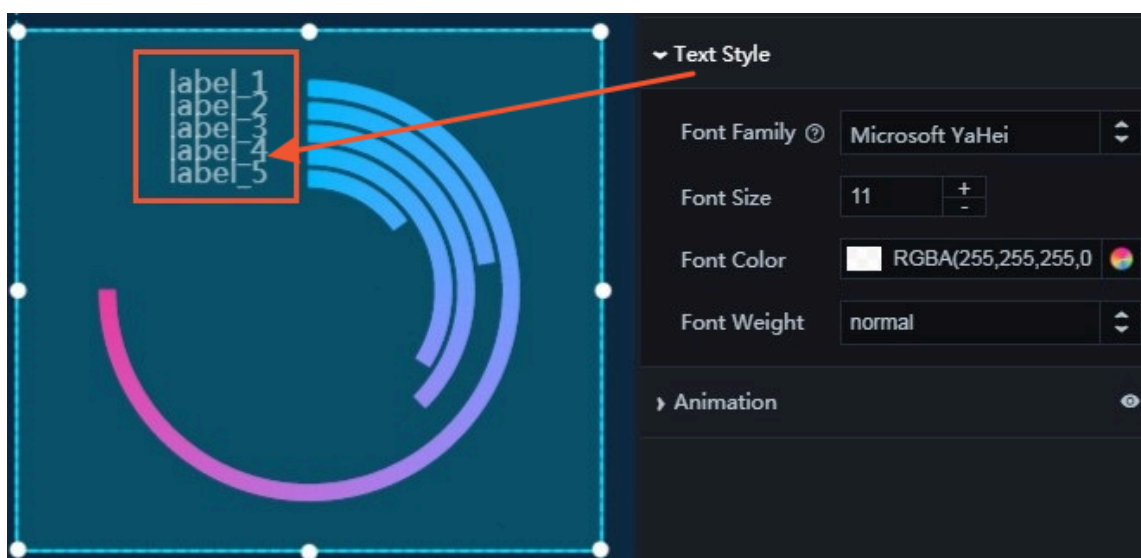 label_1
label_2
label_3
label_4
label_5
Text Style
Font Family
Microsoft YaHei
Font Size
11
+
-
Font Color
RGBA(255,255,255,0
Font Weight
normal
Animation